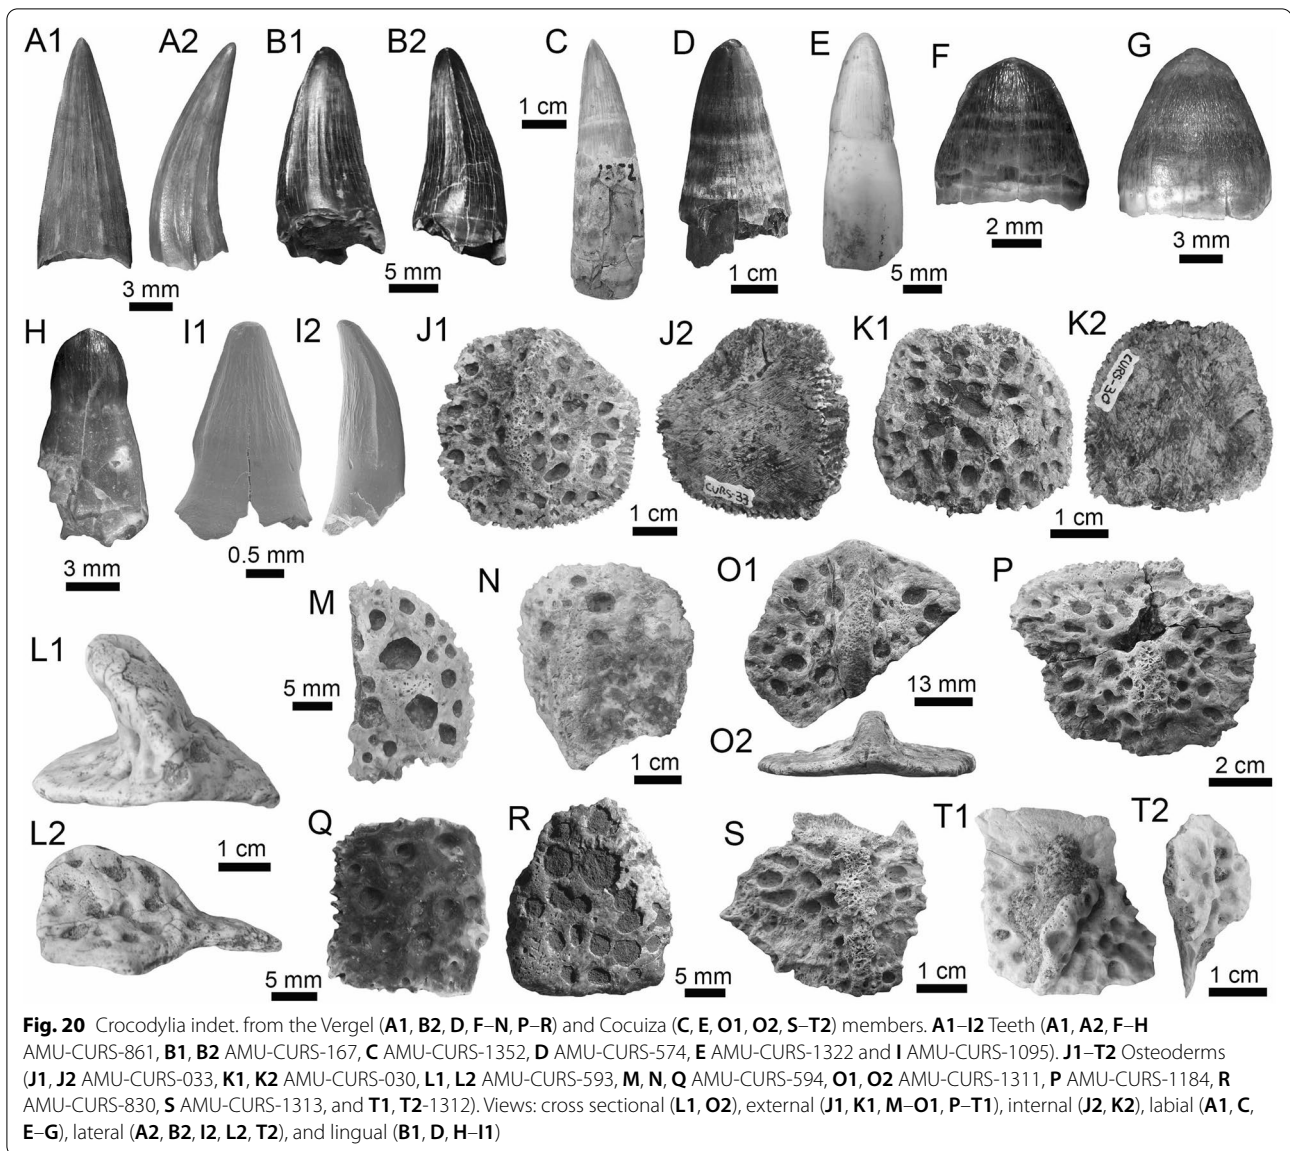 A1 A2 B1 B2 C D E F G
1 cm
1352
2 mm
3 mm
3 mm
5 mm
1 cm
5 mm
H I1 I2 J1 J2 K1 K2
CURS-30
CURS-33
1 cm
1 cm
0.5 mm
3 mm
M N O1 P
L1
5 mm
13 mm
O2
1 cm
2 cm
L2
1 cm
Q R S T1 T2
5 mm
5 mm
1 cm
1 cm
Fig. 20 Crocodylia indet. from the Vergel (A1, B2, D, F–N, P–R) and Cocuiza (C, E, O1, O2, S–T2) members. A1–I2 Teeth (A1, A2, F–H
AMU-CURS-861, B1, B2 AMU-CURS-167, C AMU-CURS-1352, D AMU-CURS-574, E AMU-CURS-1322 and I AMU-CURS-1095). J1–T2 Osteoderms
(J1, J2 AMU-CURS-033, K1, K2 AMU-CURS-030, L1, L2 AMU-CURS-593, M, N, Q AMU-CURS-594, O1, O2 AMU-CURS-1311, P AMU-CURS-1184, R
AMU-CURS-830, S AMU-CURS-1313, and T1, T2-1312). Views: cross sectional (L1, O2), external (J1, K1, M–O1, P–T1), internal (J2, K2), labial (A1, C,
E–G), lateral (A2, B2, I2, L2, T2), and lingual (B1, D, H–I1)